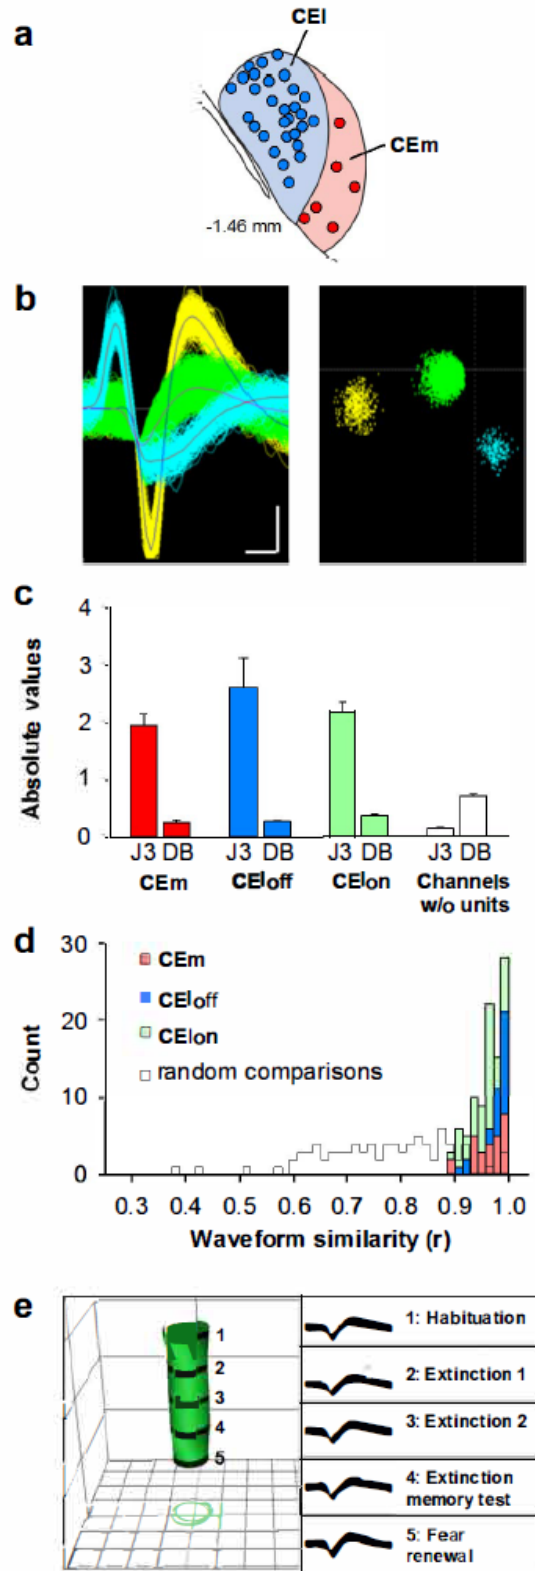 a
CEl
CEm
-1.46 mm
b
c
Absolute values
4
3
2
1
0
J3 DB
CEm
J3 DB
CEloff
J3 DB
CElon
J3 DB
Channels
w/o units
d
Count
30
20
10
0
CEm
CEloff
CElon
random comparisons
0.3 0.4 0.5 0.6 0.7 0.8 0.9 1.0
Waveform similarity (r)
e
1
2
3
4
5
1: Habituation
2: Extinction 1
3: Extinction 2
4: Extinction
memory test
5: Fear
renewal